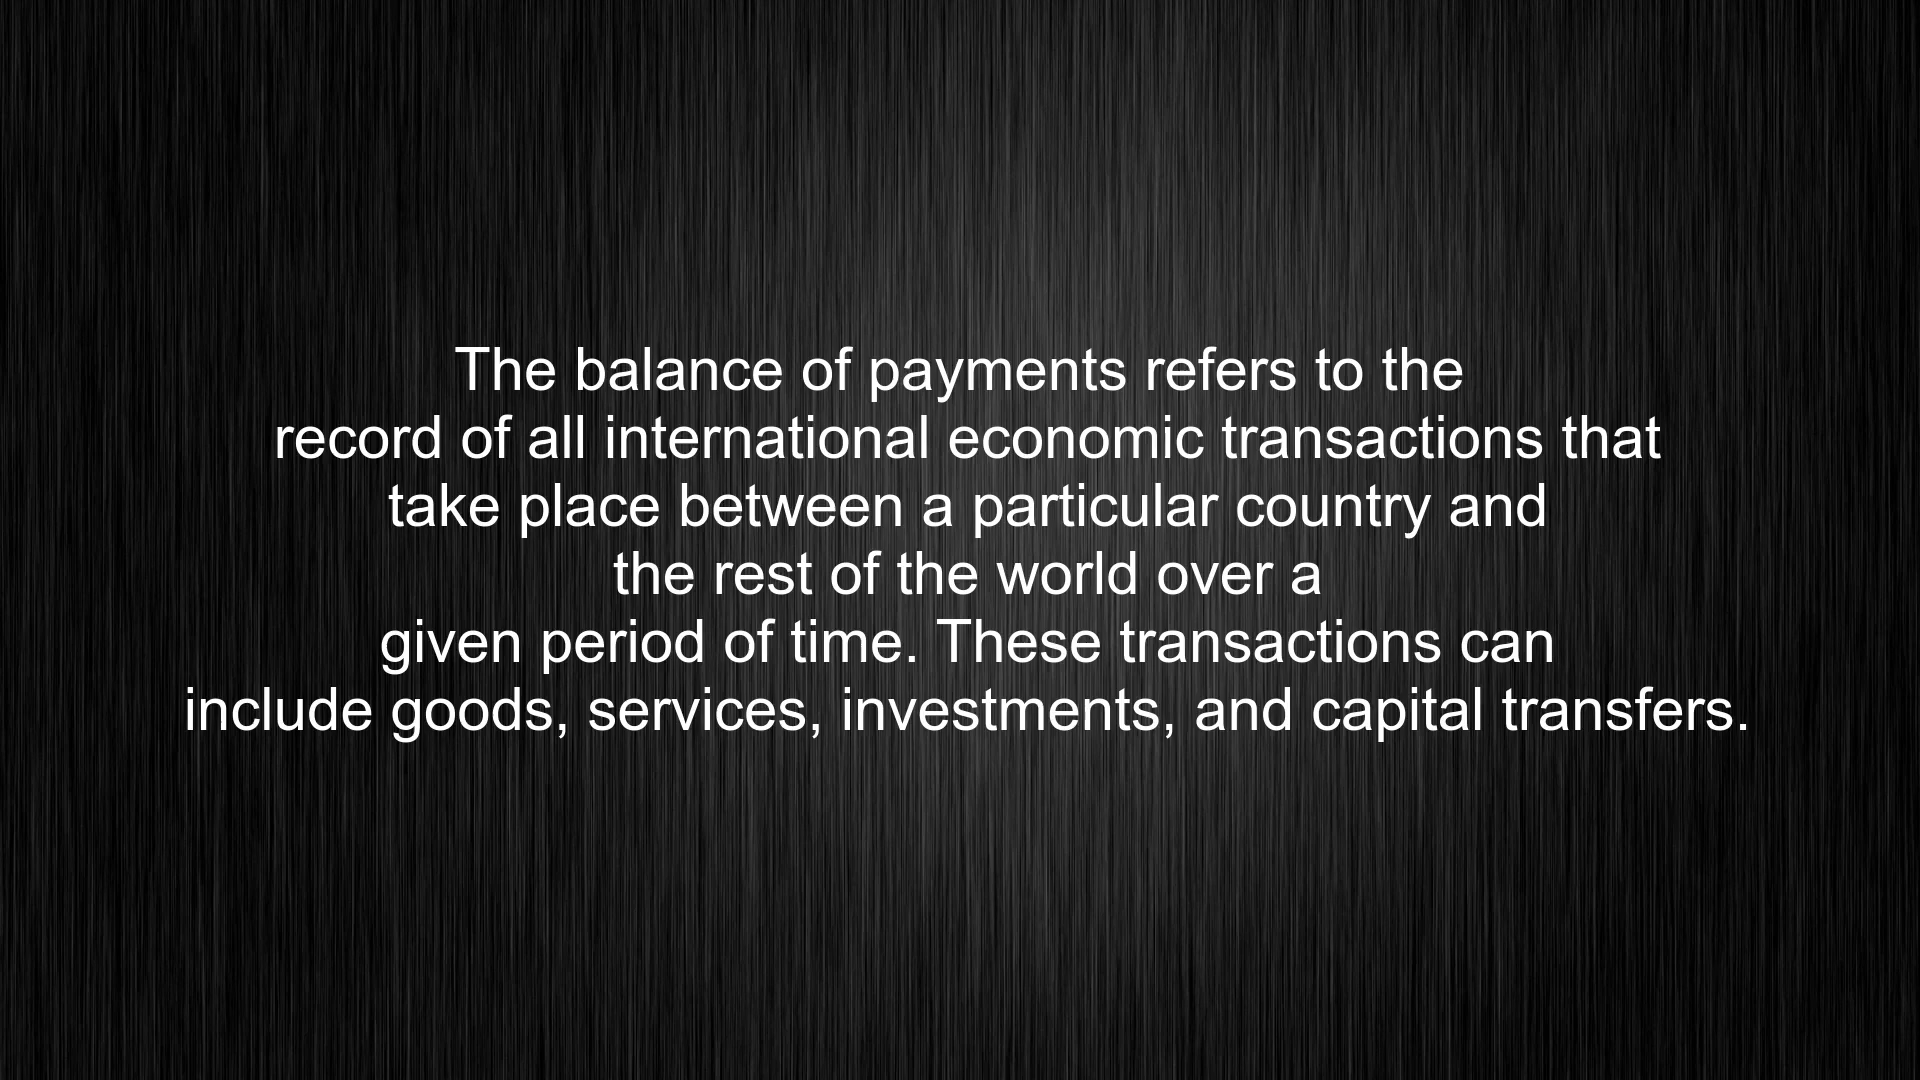 The balance of payments refers to the
record of all international economic transactions that
take place between a particular country and
the rest of the world over a
given period of time. These transactions can
include goods, services, investments, and capital transfers.